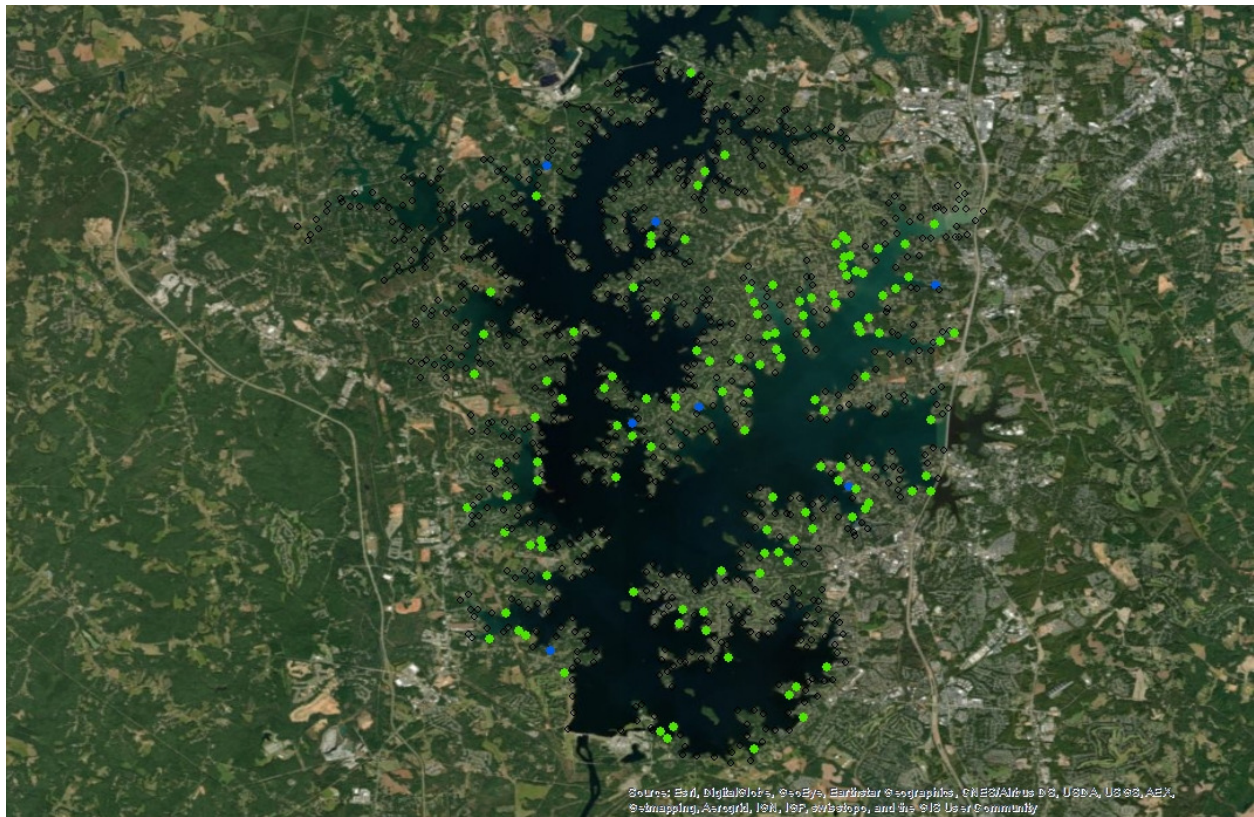 Source: Esri, DigitalGlobe, GeoEye, Earthstar Geographics, CNES/Airbus DS, USDA, USGS, AEX,
Getmapping, Aerogrid, IGN, IGP, swisstopo, and the GIS User Community